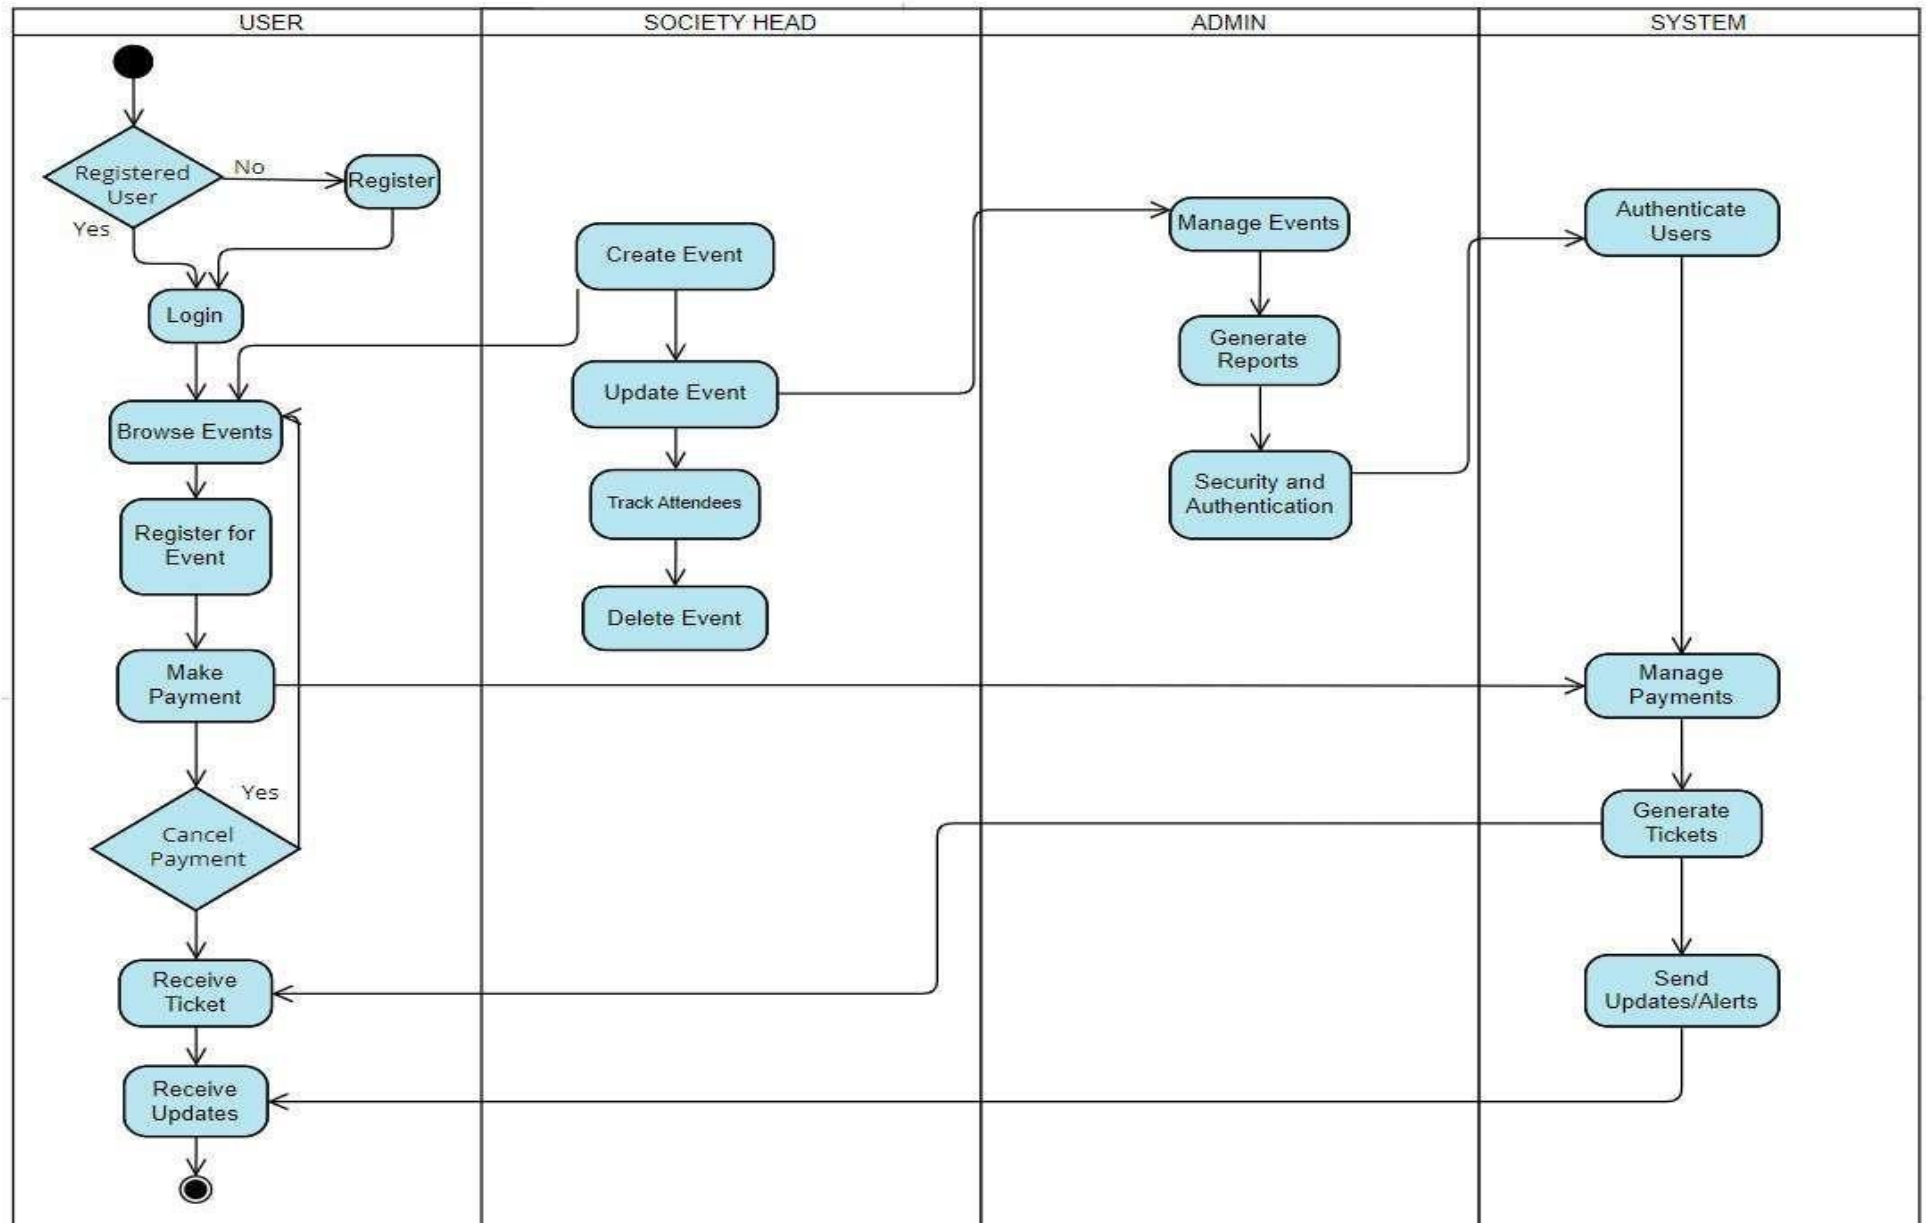 USER
SOCIETY HEAD
ADMIN
SYSTEM
Registered
User
No
Yes
Register
Login
Browse Events
Register for
Event
Make
Payment
Yes
Cancel
Payment
Receive
Ticket
Receive
Updates
Create Event
Update Event
Track Attendees
Delete Event
Manage Events
Generate
Reports
Security and
Authentication
Authenticate
Users
Manage
Payments
Generate
Tickets
Send
Updates/Alerts